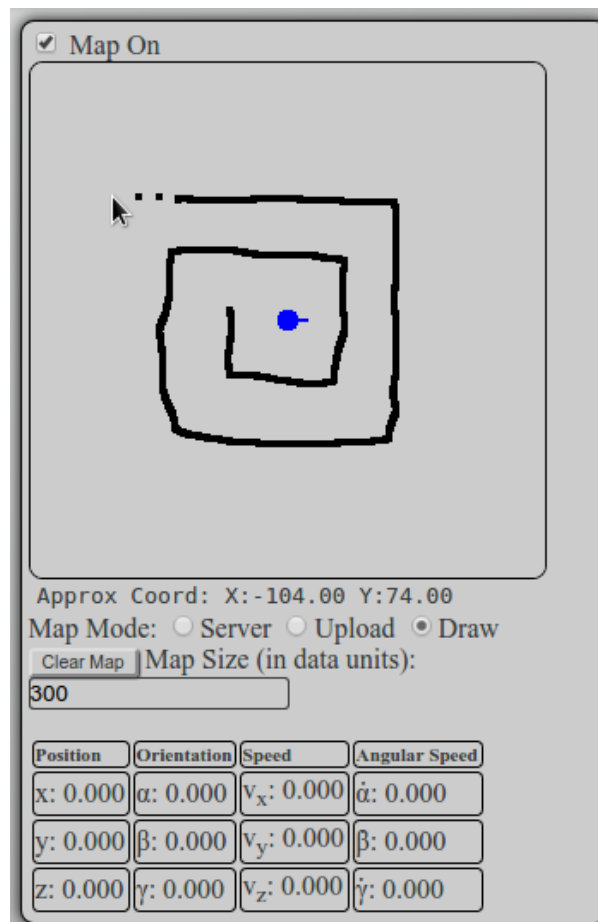 Map On
Approx Coord: X:-104.00 Y:74.00
Map Mode: Server Upload Draw
Clear Map Map Size (in data units):
300
Position Orientation Speed Angular Speed
x: 0.000 α: 0.000 vx: 0.000 α̇: 0.000
y: 0.000 β: 0.000 vy: 0.000 β̇: 0.000
z: 0.000 γ: 0.000 vz: 0.000 γ̇: 0.000